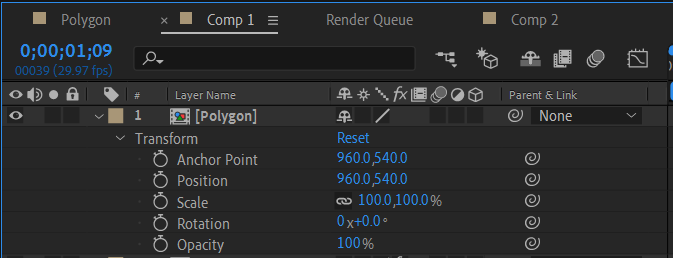 Polygon × Comp 1 Render Queue Comp 2
0;00;01;09
00039 (29.97 fps)
# Layer Name fx Parent & Link
1 [Polygon] None
Transform Reset
Anchor Point 960.0,540.0
Position 960.0,540.0
Scale 100.0,100.0%
Rotation 0x+0.0°
Opacity 100%